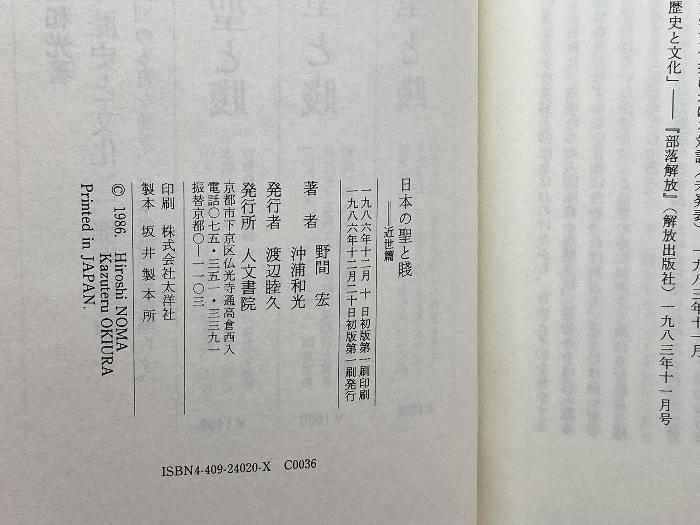 歴史と文化」——『部落解放』(解放出版社)一九八三年十一月号
日本の聖と賤
——近世篇
一九八六年十二月 十 日初版第一刷印刷
一九八六年十二月二十日初版第一刷発行
著 者 野間 宏
沖浦和光
発行者 渡辺睦久
発行所 人文書院
京都市下京区仏光寺通高倉西入
電話〇七五・三五一・三三九一
振替京都〇—一一〇三
印刷 株式会社太洋社
製本 坂井製本所
© 1986. Hiroshi NOMA
Kazuteru OKIURA
Printed in JAPAN.
ISBN4-409-24020-X C0036